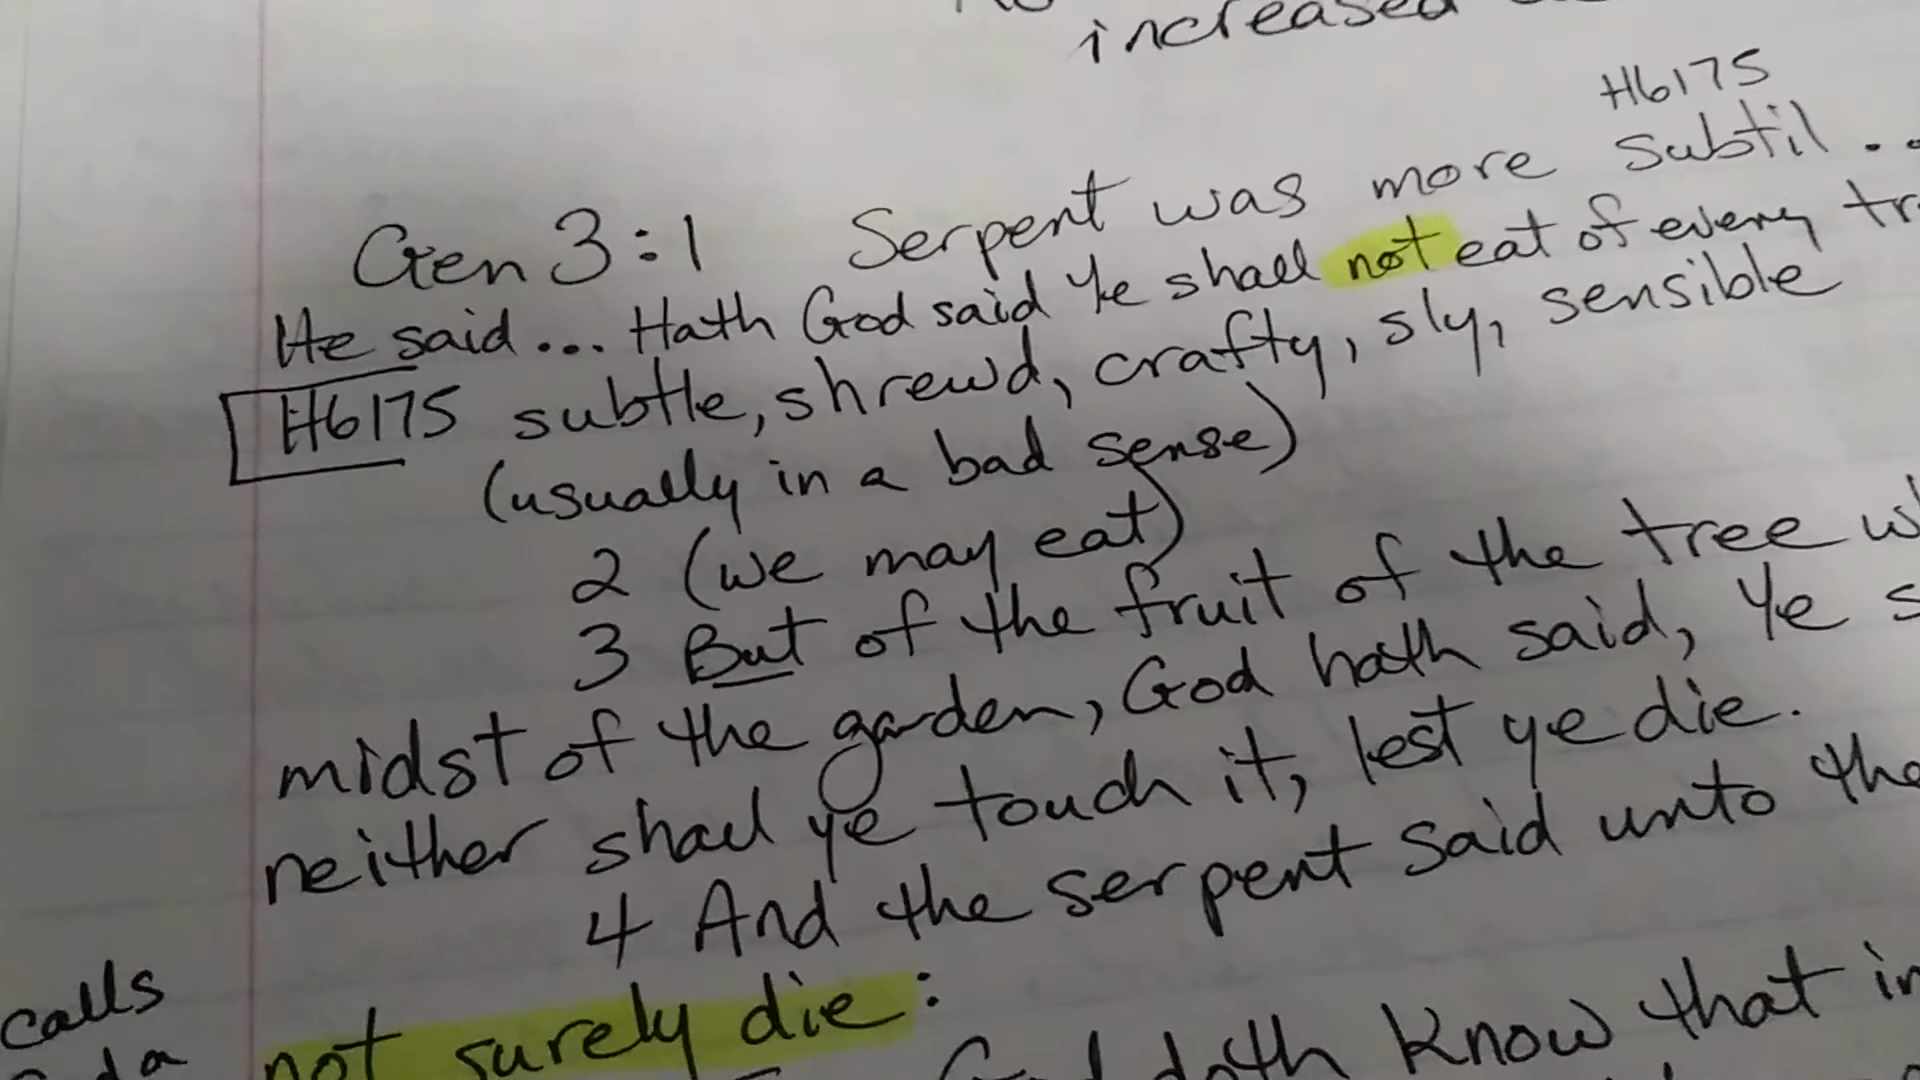 increased
H6175
Gen 3:1 Serpent was more Subtil . .
He said... Hath God said Ye shall not eat of every
H6175 subtle, shrewd, crafty, sly, sensible
(usually in a bad sense)
2 (we may eat)
3 But of the fruit of the tree
midst of the garden, God hath said, Ye
neither shall ye touch it, lest ye die.
4 And the serpent said unto the
calls
not surely die:
God doth know that in